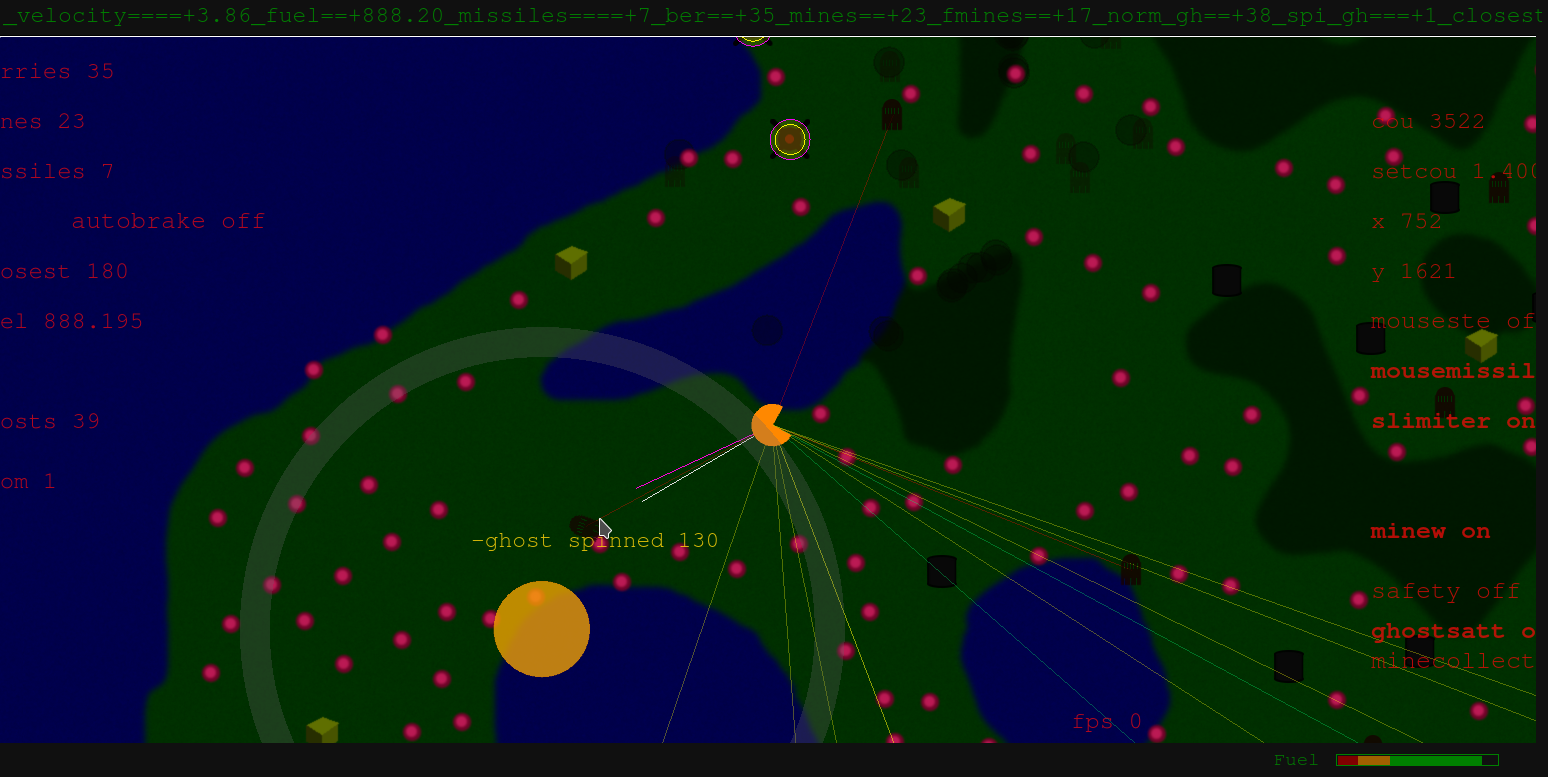 _velocity====+3.86_fuel==+888.20_missiles====+7_ber==+35_mines==+23_fmines==+17_norm_gh==+38_spi_gh===+1_closest
rries 35
nes 23
cou 3522
ssiles 7
setcou 1.400
autobrake off
x 752
osest 180
y 1621
el 888.195
mouseste of
mousemissil
osts 39
slimiter on
om 1
minew on
-ghost spinned 130
safety off
ghostsatt o
minecollect
fps 0
Fuel